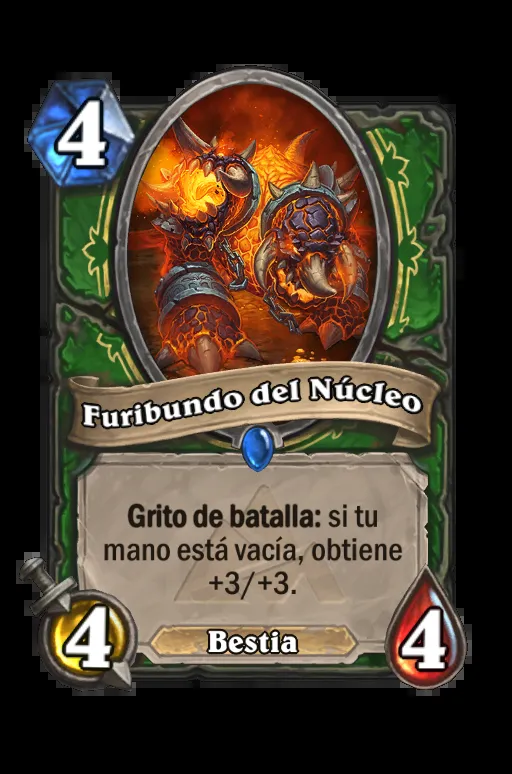 4
Furibundo del Núcleo
Grito de batalla: si tu
mano está vacía, obtiene
+3/+3.
4
Bestia
4